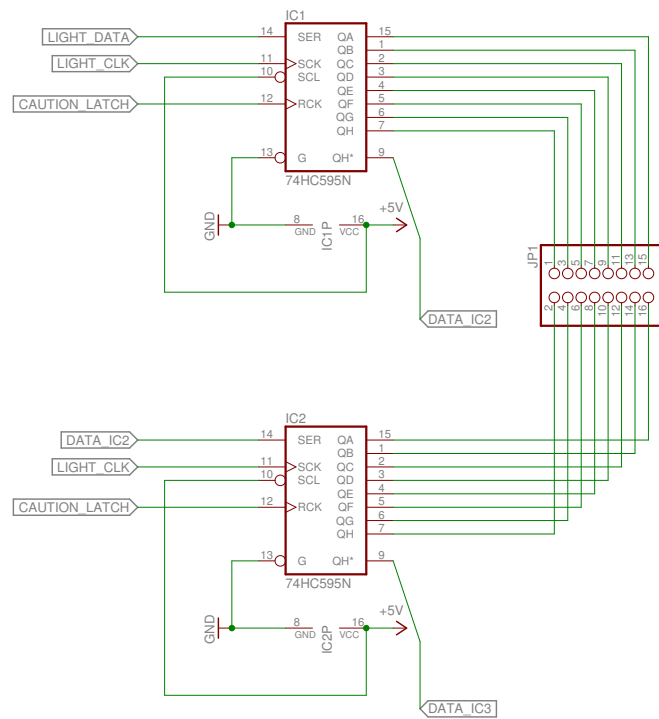 IC1
LIGHT_DATA 14 SER QA 15
QB 1
LIGHT_CLK 11 SCK QC 2
10 SCL QD 3
QE 4
CAUTION_LATCH 12 RCK QF 5
QG 6
QH 7
13 G QH* 9
74HC595N
GND 8 GND IC1P 16 VCC +5V
DATA_IC2
JP1
1 3 5 7 9 11 13 15
2 4 6 8 10 12 14 16
IC2
DATA_IC2 14 SER QA 15
QB 1
LIGHT_CLK 11 SCK QC 2
10 SCL QD 3
QE 4
CAUTION_LATCH 12 RCK QF 5
QG 6
QH 7
13 G QH* 9
74HC595N
GND 8 GND IC2P 16 VCC +5V
DATA_IC3